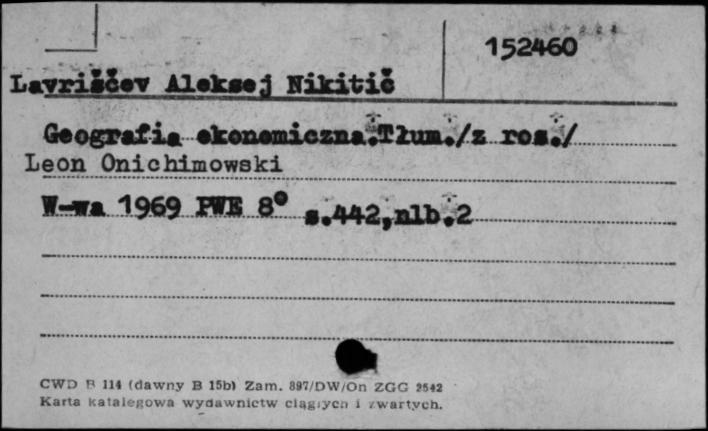 152460
Lavriščev Aleksej Nikitič
Geografia ekonomiczna.Tłum./z ros./
Leon Onichimowski
W-wa 1969 PWE 8° s.442,nlb.2
CWD B 114 (dawny B 15b) Zam. 897/DW/On ZGG 2542
Karta katalegowa wydawnictw ciągłych i zwartych.